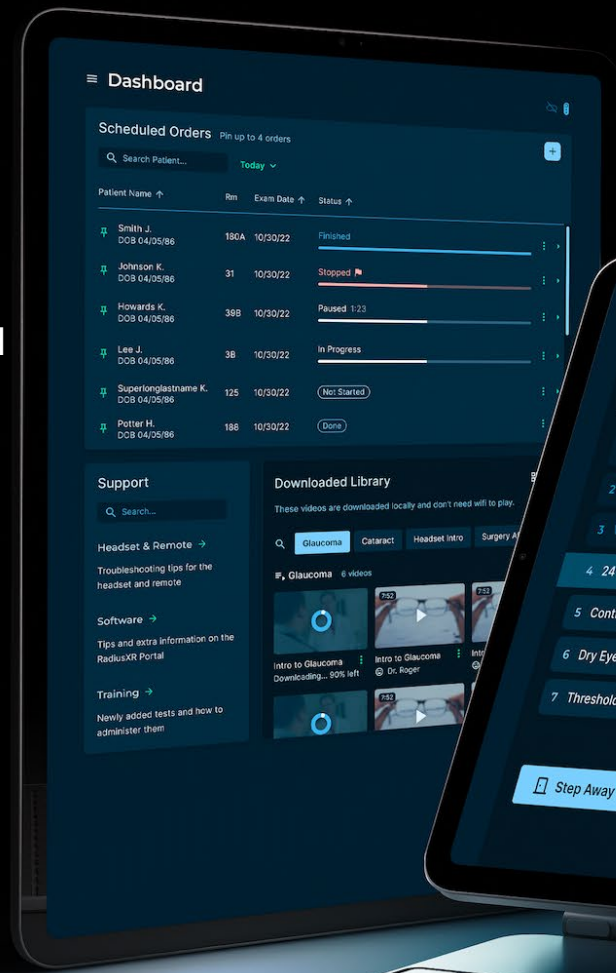 Dashboard
Scheduled Orders Pin up to 4 orders
Search Patient...
Today
Patient Name Rm Exam Date Status
Smith J. 180A 10/30/22 Finished
DOB 04/05/86
Johnson K. 31 10/30/22 Stopped
DOB 04/05/86
Howards K. 39B 10/30/22 Paused 1:23
DOB 04/05/86
Lee J. 3B 10/30/22 In Progress
DOB 04/05/86
Superlonglastname K. 125 10/30/22 Not Started
DOB 04/05/86
Potter H. 188 10/30/22 Done
DOB 04/05/86
Support
Search...
Headset & Remote
Troubleshooting tips for the
headset and remote
Software
Tips and extra information on the
RadiusXR Portal
Training
Newly added tests and how to
administer them
Downloaded Library
These videos are downloaded locally and don't need wifi to play.
Glaucoma Cataract Headset Intro Surgery
Glaucoma 6 videos
7:52
7:52
Intro to Glaucoma
Downloading... 90% left
Intro to Glaucoma
Dr. Roger
7:52
2
3
4 24
5 Cont
6 Dry Eye
7 Threshold
Step Away